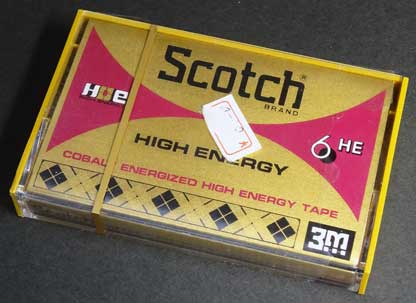 Scotch®
BRAND
HE
6 HE
HIGH ENERGY
COBALT ENERGIZED HIGH ENERGY TAPE
3M